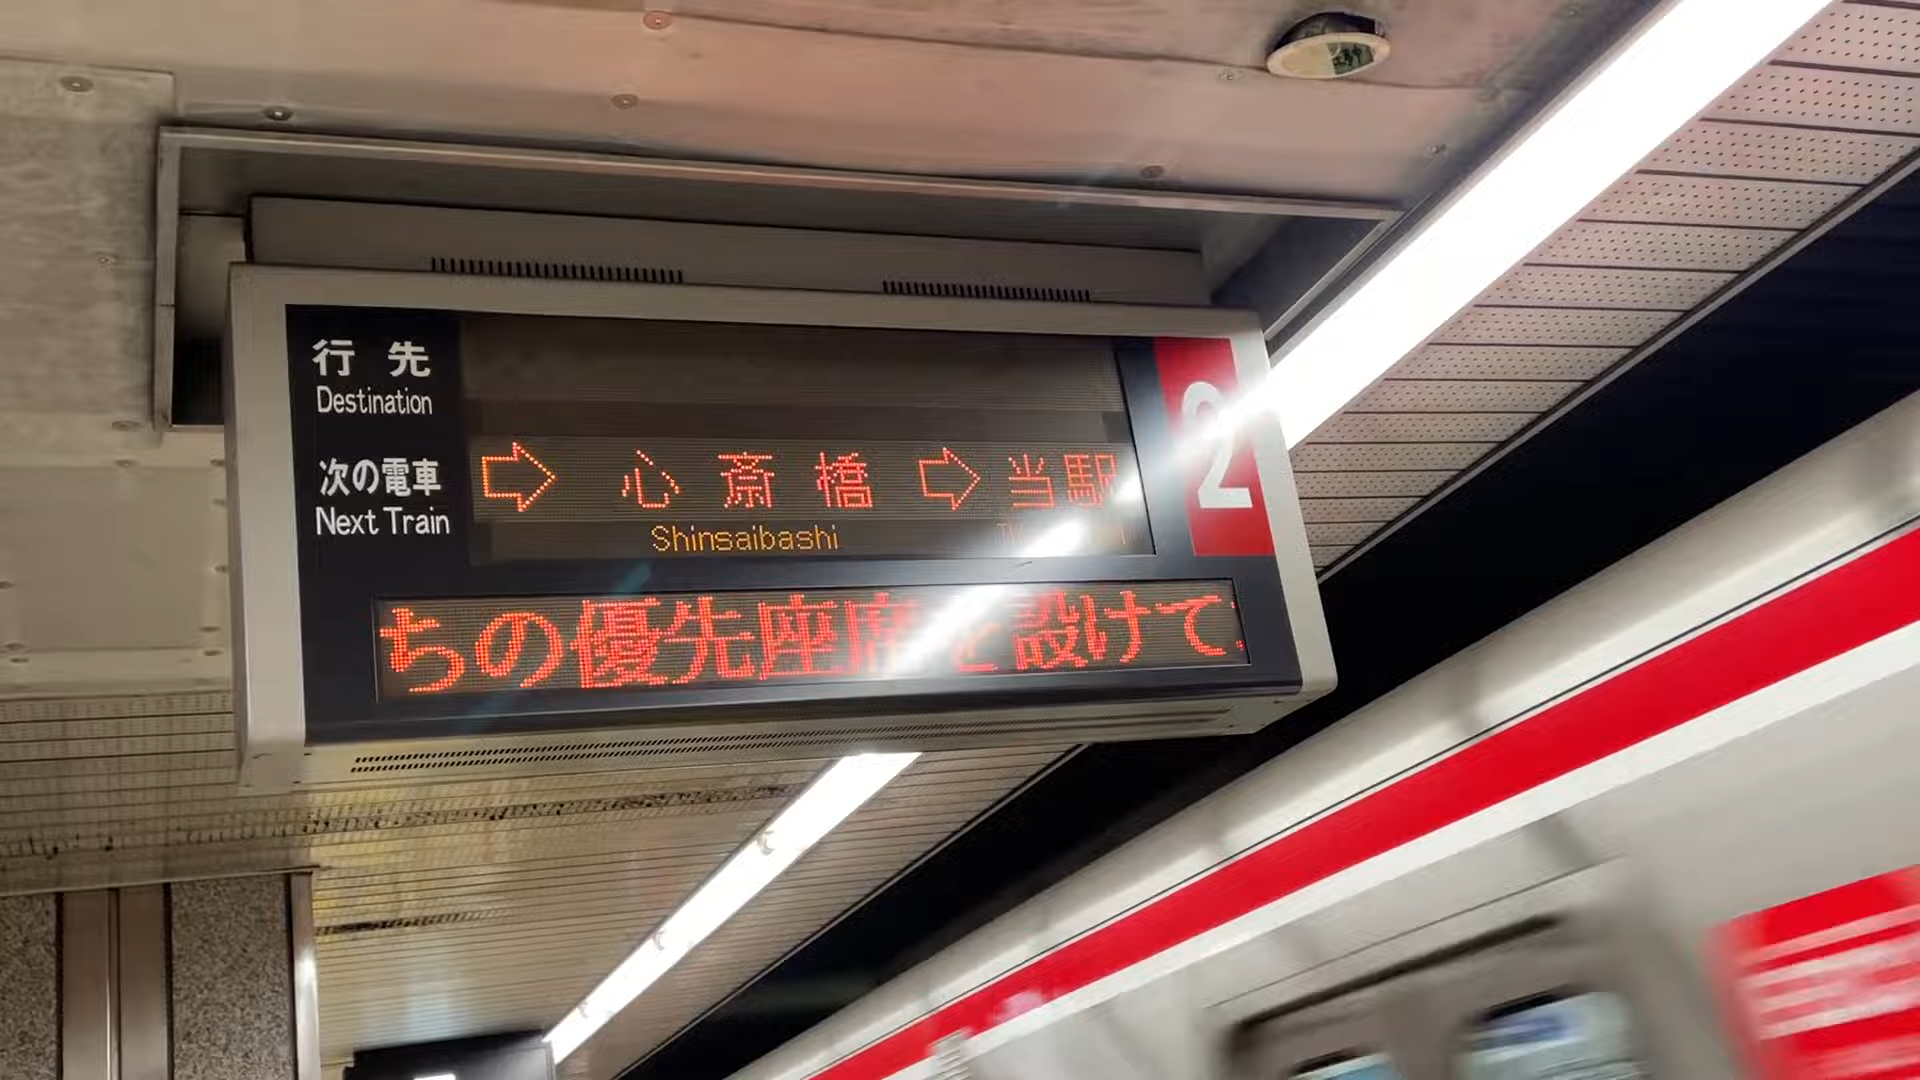 行先
Destination
2
次の電車
Next Train
⇨ 心斎橋 ⇨ 当駅
Shinsaibashi
ちの優先座席を設けて